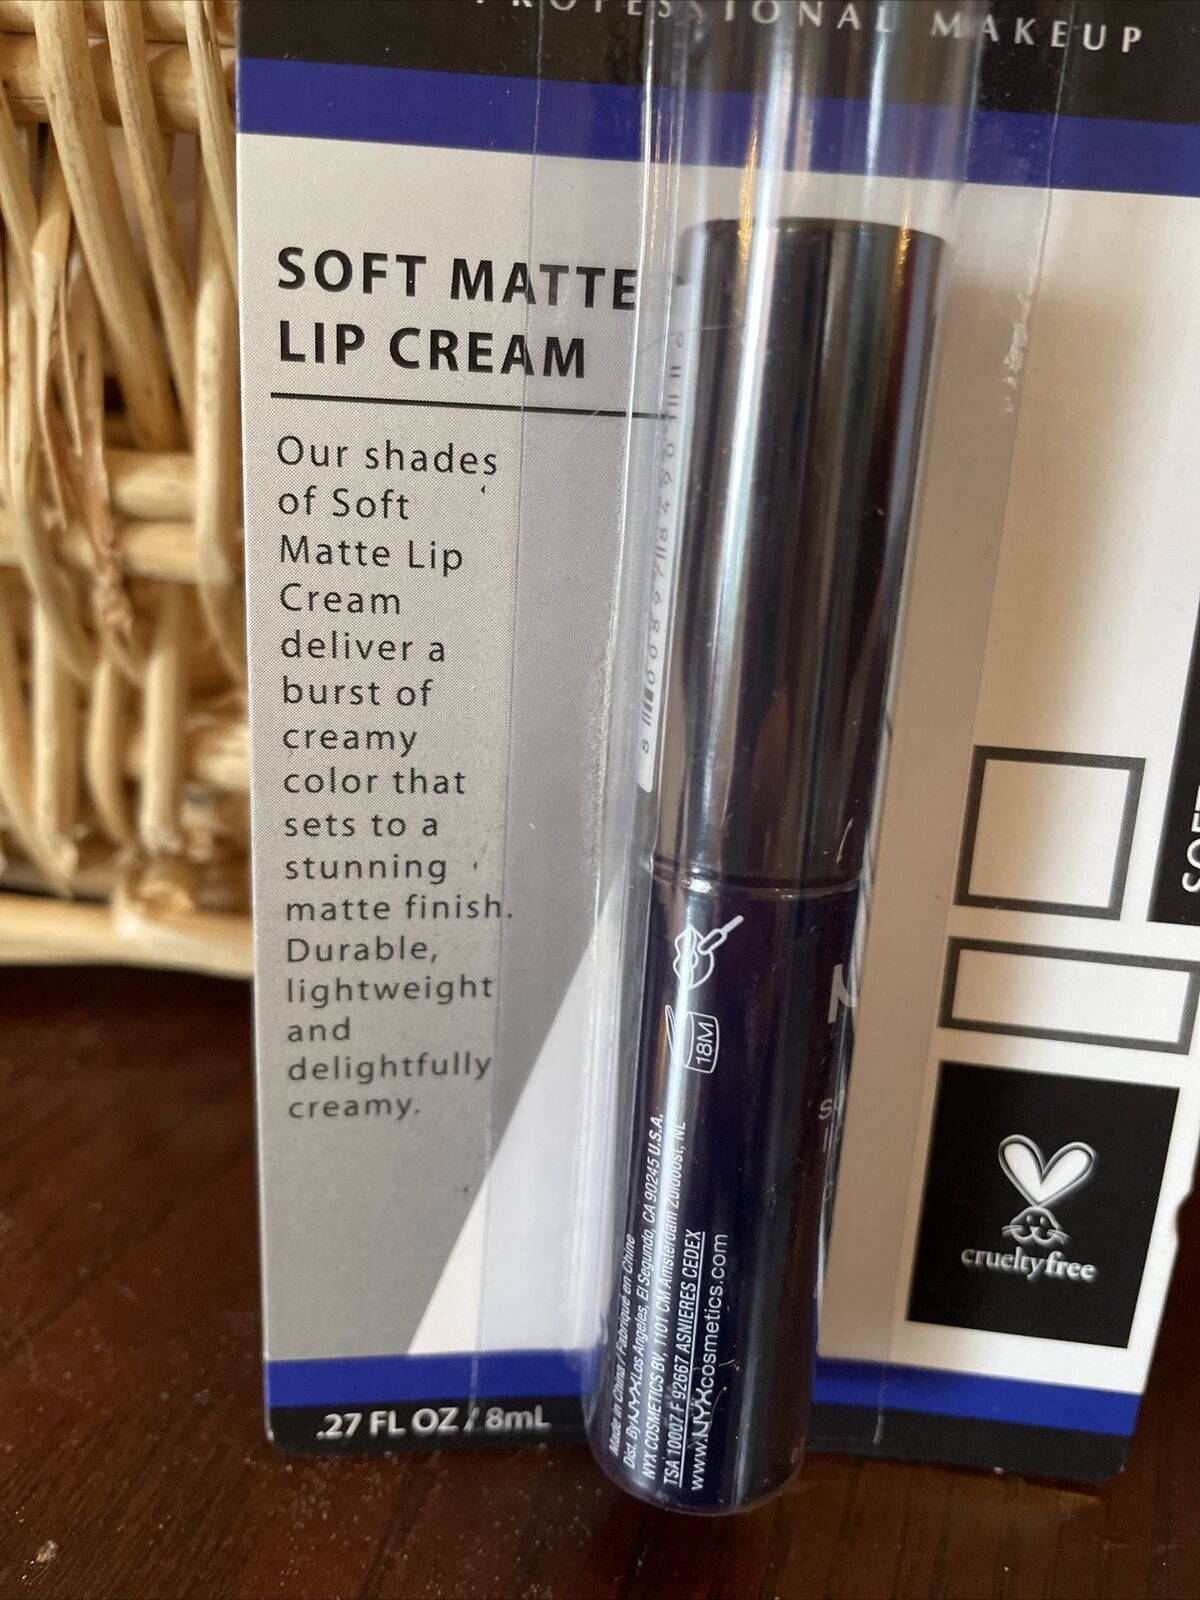 PROFESSIONAL MAKEUP
SOFT MATTE
LIP CREAM
Our shades
of Soft
Matte Lip
Cream
deliver a
burst of
creamy
color that
sets to a
stunning
matte finish.
Durable,
lightweight
and
delightfully
creamy.
.27 FL OZ / 8mL
18M
Made in China / Fabriqué en Chine
Dist. By NYX Los Angeles, El Segundo, CA 90245 U.S.A.
NYX COSMETICS BV, 1101 CM Amsterdam Zuidoost, NL
TSA 10007 F 92667 ASNIERES CEDEX
www.NYXcosmetics.com
crueltyfree